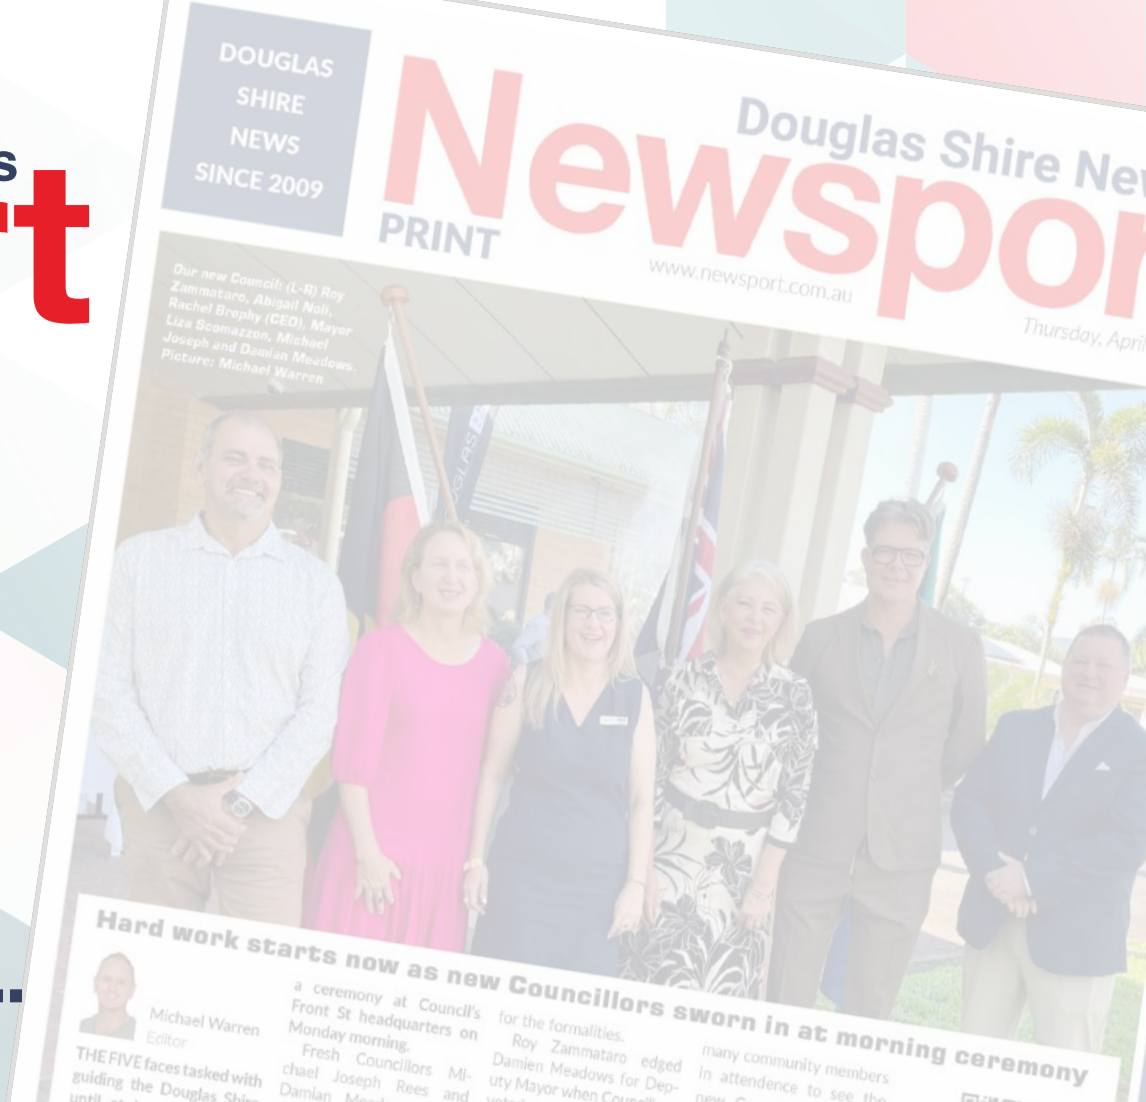 s
rt
...
DOUGLAS
SHIRE
NEWS
SINCE 2009
Douglas Shire
Newspor
PRINT
www.newsport.com.au
Thursday, April
Our new Council: (L-R) Roy
Zammataro, Abigail Noli,
Rachel Brophy (CEO), Mayor
Liza Scomazzon, Michael
Joseph and Damian Meadows.
Picture: Michael Warren
Hard work starts now as new Councillors sworn in at morning ceremony
Michael Warren
Editor
THE FIVE faces tasked with
guiding the Douglas Shire
until
a ceremony at Council's
Front St headquarters on
Monday morning.
Fresh Councillors Mi-
chael Joseph Rees and
Damian
for the formalities.
Roy Zammataro edged
Damien Meadows for Dep-
uty Mayor when
many community members
in attendence to see the
new